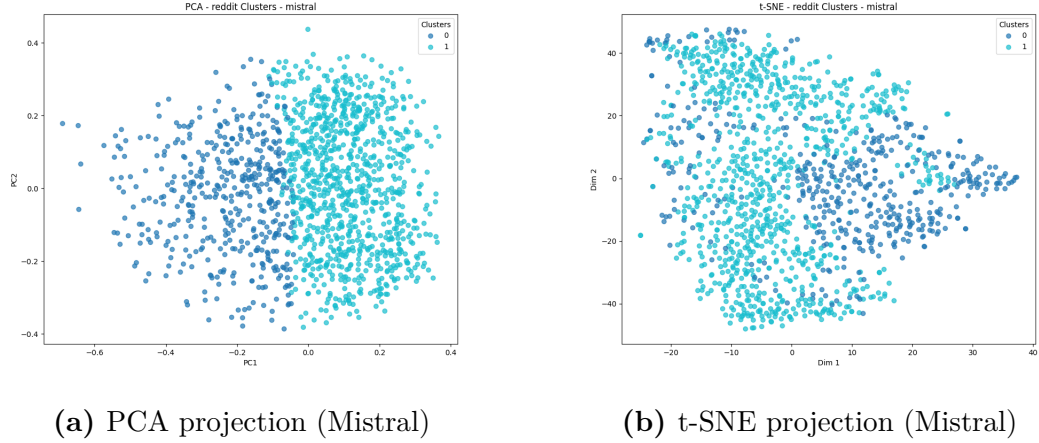 PCA - reddit Clusters - mistral
Clusters
0
1
0.4
0.2
0.0
−0.2
−0.4
PC2
−0.6
−0.4
−0.2
0.0
0.2
0.4
PC1
(a) PCA projection (Mistral)
t-SNE - reddit Clusters - mistral
Clusters
0
1
40
20
0
−20
−40
Dim 2
−20
−10
0
10
20
30
40
Dim 1
(b) t-SNE projection (Mistral)